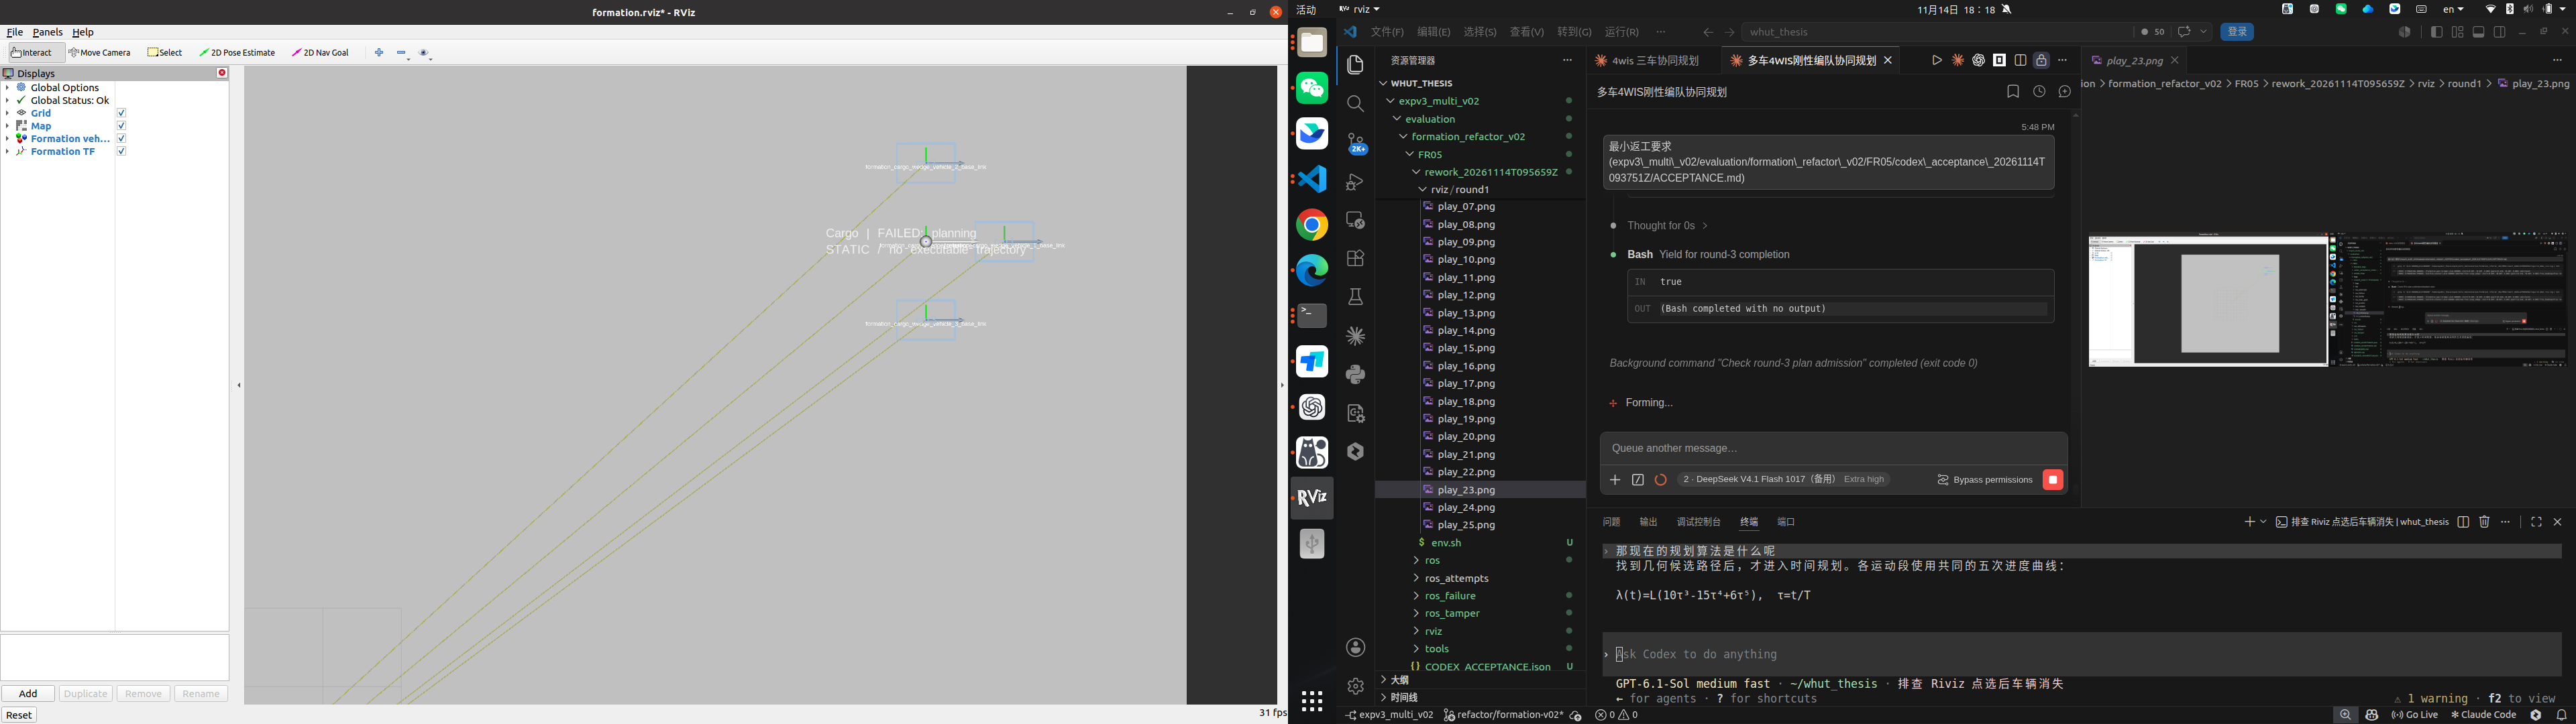 formation.rviz* - RViz
File Panels Help
Interact Move Camera Select 2D Pose Estimate 2D Nav Goal
Displays
Global Options
Global Status: Ok
Grid
Map
Formation veh...
Formation TF
Add Duplicate Remove Rename
Reset
31 fps
Cargo | FAILED: planning
STATIC / no executable trajectory
活动 rviz 11月14日 18：18 en
文件(F) 编辑(E) 选择(S) 查看(V) 转到(G) 运行(R) ··· whut_thesis 50 登录
资源管理器 ···
WHUT_THESIS
expv3_multi_v02
evaluation
formation_refactor_v02
FR05
rework_20261114T095659Z
rviz / round1
play_07.png
play_08.png
play_09.png
play_10.png
play_11.png
play_12.png
play_13.png
play_14.png
play_15.png
play_16.png
play_17.png
play_18.png
play_19.png
play_20.png
play_21.png
play_22.png
play_23.png
play_24.png
play_25.png
$ env.sh U
ros
ros_attempts
ros_failure
ros_tamper
rviz
tools
CODEX_ACCEPTANCE.json U
大纲
时间线
2K+
RViz
4wis 三车协同规划 多车4WIS刚性编队协同规划
多车4WIS刚性编队协同规划
5:48 PM
最小返工要求
(expv3\_multi\_v02/evaluation/formation\_refactor\_v02/FR05/codex\_acceptance\_20261114T
093751Z/ACCEPTANCE.md)
Thought for 0s
Bash Yield for round-3 completion
IN true
OUT (Bash completed with no output)
Background command "Check round-3 plan admission" completed (exit code 0)
Forming...
Queue another message…
2 · DeepSeek V4.1 Flash 1017（备用） Extra high Bypass permissions
play_23.png
ion > formation_refactor_v02 > FR05 > rework_20261114T095659Z > rviz > round1 > play_23.png
问题 输出 调试控制台 终端 端口 排查 Riviz 点选后车辆消失 | whut_thesis
› 那现在的规划算法是什么呢
找到几何候选路径后，才进入时间规划。各运动段使用共同的五次进度曲线：
λ(t)=L(10τ³-15τ⁴+6τ⁵), τ=t/T
› Ask Codex to do anything
GPT-6.1-Sol medium fast · ~/whut_thesis · 排查 Riviz 点选后车辆消失
← for agents · ? for shortcuts ⚠ 1 warning · f2 to view
expv3_multi_v02 refactor/formation-v02* 0 0 Go Live Claude Code